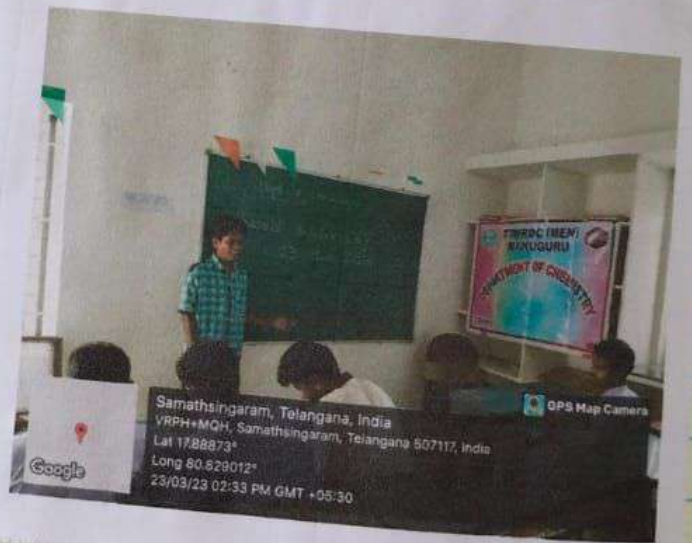 TTWRDC (MEN)
MANUGURU
DEPARTMENT OF CHEMISTRY
GPS Map Camera
Google
Samathsingaram, Telangana, India
VRPH+MQH, Samathsingaram, Telangana 507117, India
Lat 17.88873°
Long 80.829012°
23/03/23 02:33 PM GMT +05:30